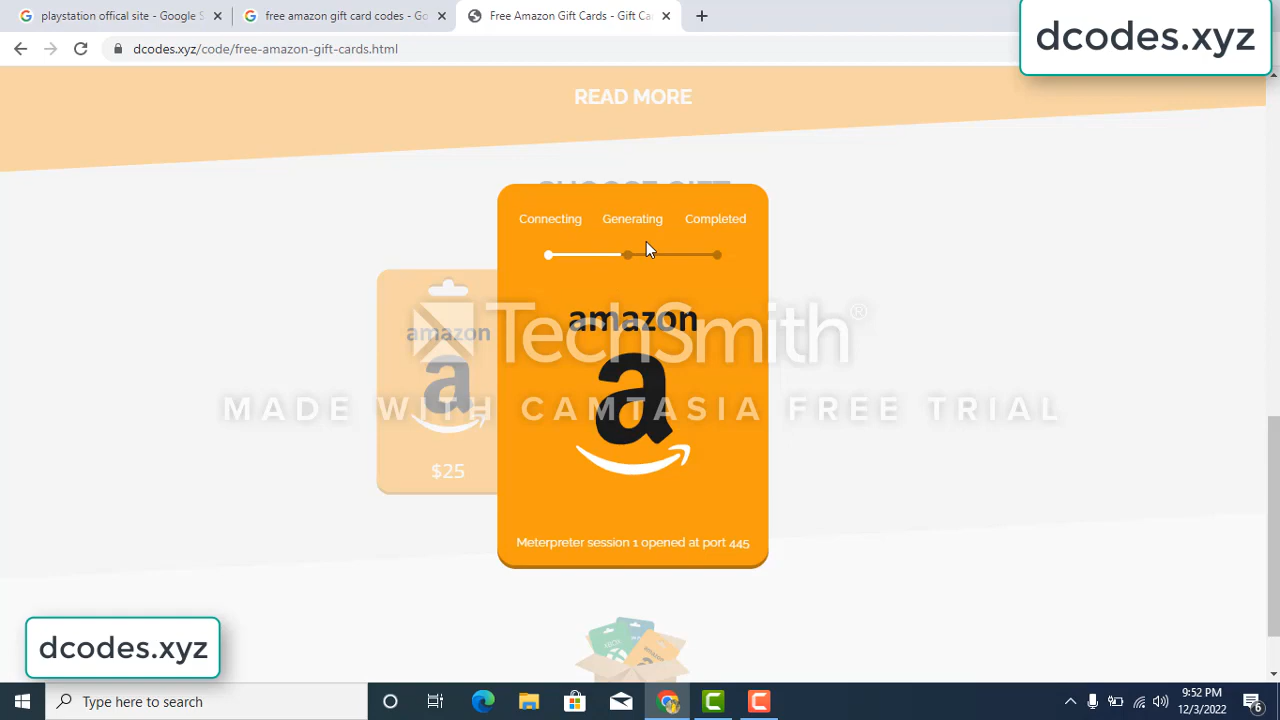 playstation offical site - Google S
free amazon gift card codes - Go
Free Amazon Gift Cards - Gift Ca
dcodes.xyz/code/free-amazon-gift-cards.html
dcodes.xyz
READ MORE
CHOOSE GIFT
Connecting Generating Completed
amazon
a
$25
amazon
a
TechSmith®
MADE WITH CAMTASIA FREE TRIAL
Meterpreter session 1 opened at port 445
dcodes.xyz
Type here to search
9:52 PM
12/3/2022
6